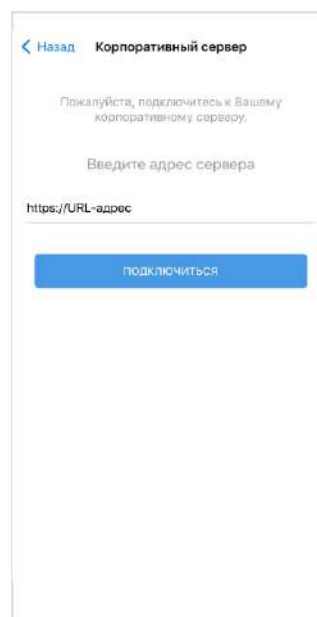 Назад Корпоративный сервер
Пожалуйста, подключитесь к Вашему
корпоративному серверу.
Введите адрес сервера
https://URL-адрес
ПОДКЛЮЧИТЬСЯ